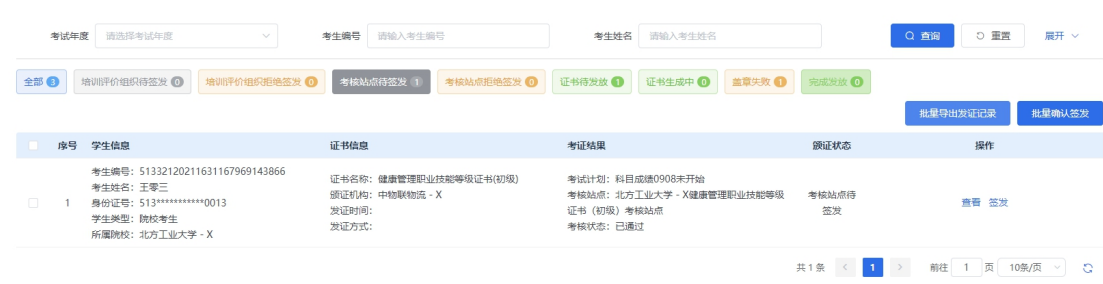 考试年度 请选择考试年度 考生编号 请输入考生编号 考生姓名 请输入考生姓名 查询 重置 展开
全部 3 培训评价组织待签发 0 培训评价组织拒绝签发 0 考核站点待签发 1 考核站点拒绝签发 0 证书待发放 1 证书生成中 0 盖章失败 1 完成发放 0
批量导出发证记录 批量确认签发
序号 学生信息 证书信息 考证结果 颁证状态 操作
1
考生编号：51332120211631167969143866
考生姓名：王零三
身份证号：513***********0013
学生类型：院校考生
所属院校：北方工业大学 - X
证书名称：健康管理职业技能等级证书(初级)
颁证机构：中物联物流 - X
发证时间：
发证方式：
考试计划：科目成绩0908未开始
考核站点：北方工业大学 - X健康管理职业技能等级
证书（初级）考核站点
考核状态：已通过
考核站点待
签发
查看 签发
共 1 条 < 1 > 前往 1 页 10条/页